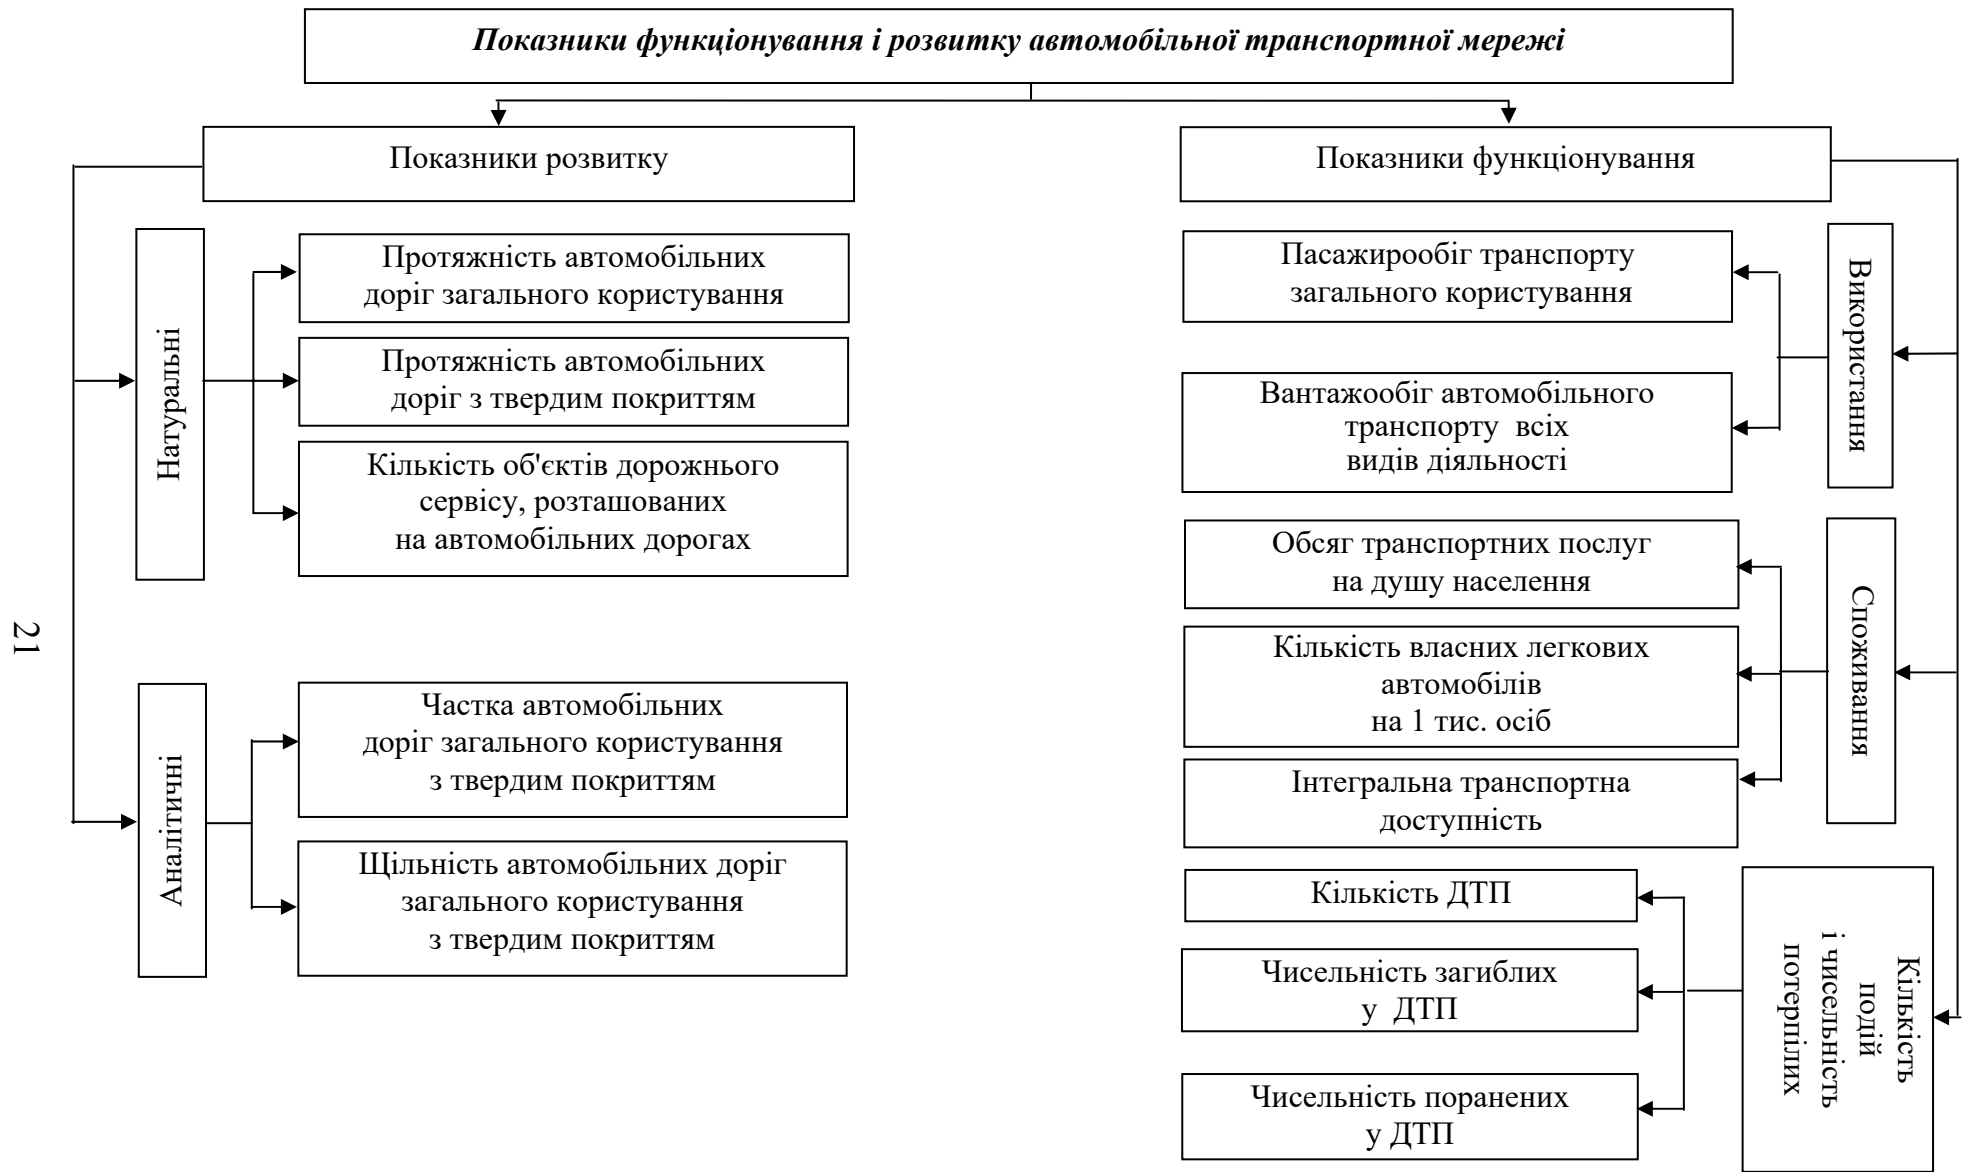 Показники функціонування і розвитку автомобільної транспортної мережі
Показники розвитку
Натуральні
Протяжність автомобільних
доріг загального користування
Протяжність автомобільних
доріг з твердим покриттям
Кількість об'єктів дорожнього
сервісу, розташованих
на автомобільних дорогах
Аналітичні
Частка автомобільних
доріг загального користування
з твердим покриттям
Щільність автомобільних доріг
загального користування
з твердим покриттям
Показники функціонування
Використання
Пасажирообіг транспорту
загального користування
Вантажообіг автомобільного
транспорту  всіх
видів діяльності
Споживання
Обсяг транспортних послуг
на душу населення
Кількість власних легкових
автомобілів
на 1 тис. осіб
Інтегральна транспортна
доступність
Кількість
подій
і чисельність
потерпілих
Кількість ДТП
Чисельність загиблих
у  ДТП
Чисельність поранених
у ДТП
21